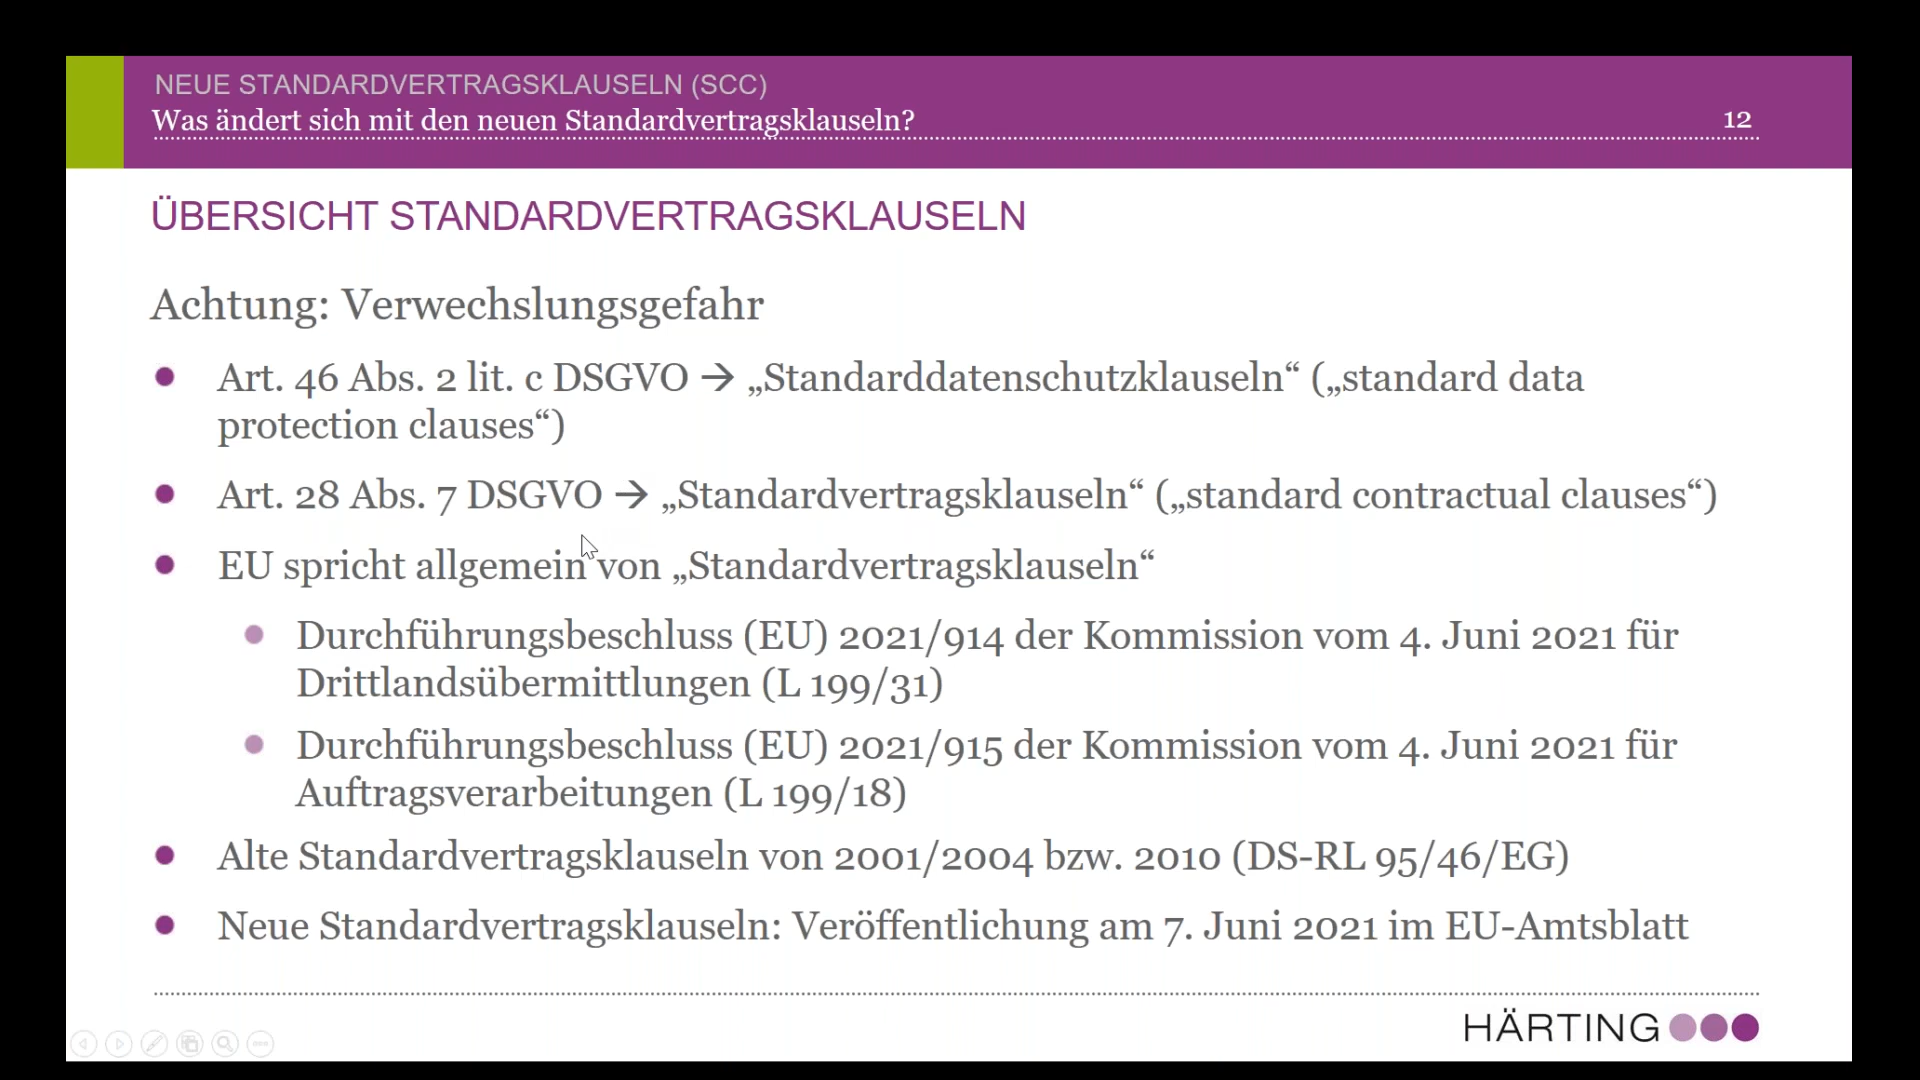 NEUE STANDARDVERTRAGSKLAUSELN (SCC)
Was ändert sich mit den neuen Standardvertragsklauseln?
12
ÜBERSICHT STANDARDVERTRAGSKLAUSELN
Achtung: Verwechslungsgefahr
Art. 46 Abs. 2 lit. c DSGVO → „Standarddatenschutzklauseln“ („standard data
protection clauses“)
Art. 28 Abs. 7 DSGVO → „Standardvertragsklauseln“ („standard contractual clauses“)
EU spricht allgemein von „Standardvertragsklauseln“
Durchführungsbeschluss (EU) 2021/914 der Kommission vom 4. Juni 2021 für
Drittlandsübermittlungen (L 199/31)
Durchführungsbeschluss (EU) 2021/915 der Kommission vom 4. Juni 2021 für
Auftragsverarbeitungen (L 199/18)
Alte Standardvertragsklauseln von 2001/2004 bzw. 2010 (DS-RL 95/46/EG)
Neue Standardvertragsklauseln: Veröffentlichung am 7. Juni 2021 im EU-Amtsblatt
HÄRTING